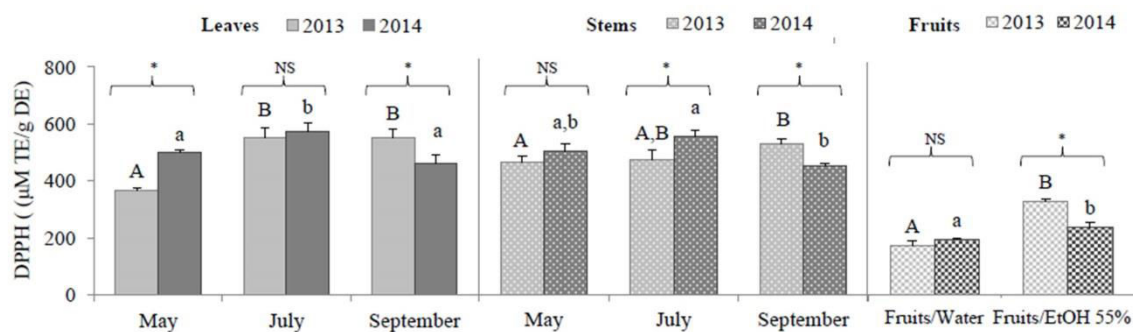 Leaves 2013 2014 Stems 2013 2014 Fruits 2013 2014
800
600
400
200
0
DPPH ( (µM TE/g DE)
* NS * NS * * NS *
A a B b B a A a,b A,B a B b A a B b
May July September May July September Fruits/Water Fruits/EtOH 55%